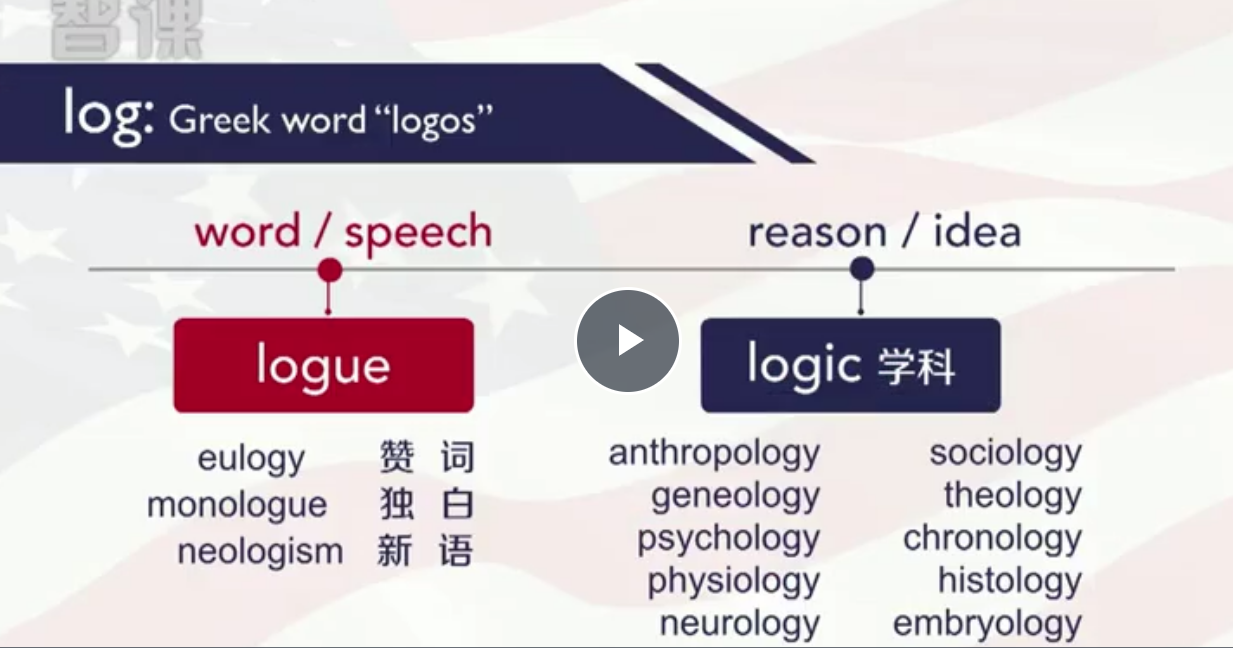 智课
log: Greek word “logos”
word / speech
reason / idea
logue
logic 学科
eulogy 赞 词
monologue 独 白
neologism 新 语
anthropology sociology
geneology theology
psychology chronology
physiology histology
neurology embryology